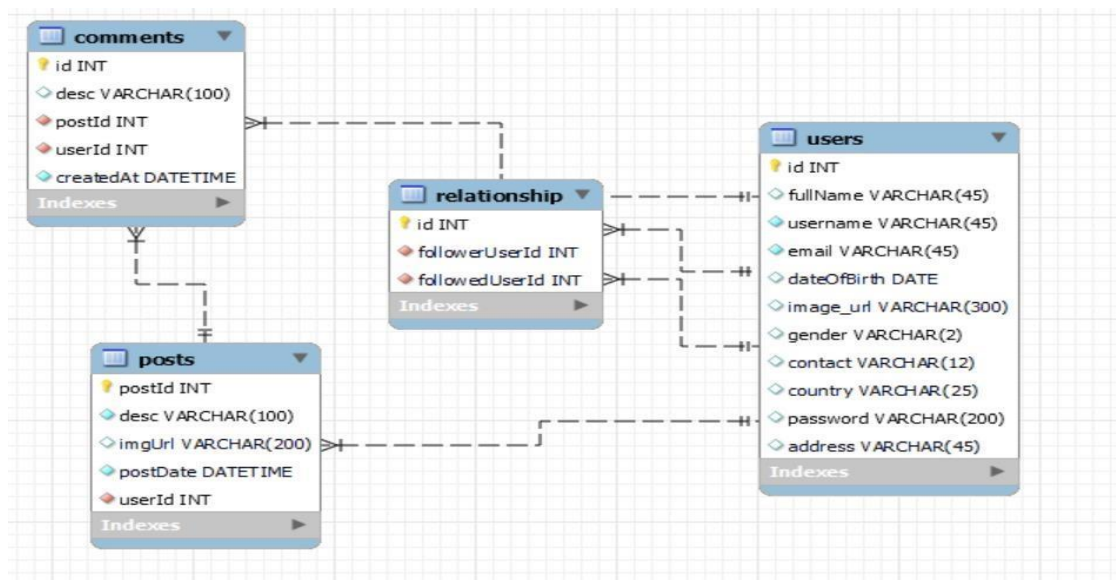 comments
id INT
desc VARCHAR(100)
postId INT
userId INT
createdAt DATETIME
Indexes
relationship
id INT
followerUserId INT
followedUserId INT
Indexes
posts
postId INT
desc VARCHAR(100)
imgUrl VARCHAR(200)
postDate DATETIME
userId INT
Indexes
users
id INT
fullName VARCHAR(45)
username VARCHAR(45)
email VARCHAR(45)
dateOfBirth DATE
image_url VARCHAR(300)
gender VARCHAR(2)
contact VARCHAR(12)
country VARCHAR(25)
password VARCHAR(200)
address VARCHAR(45)
Indexes